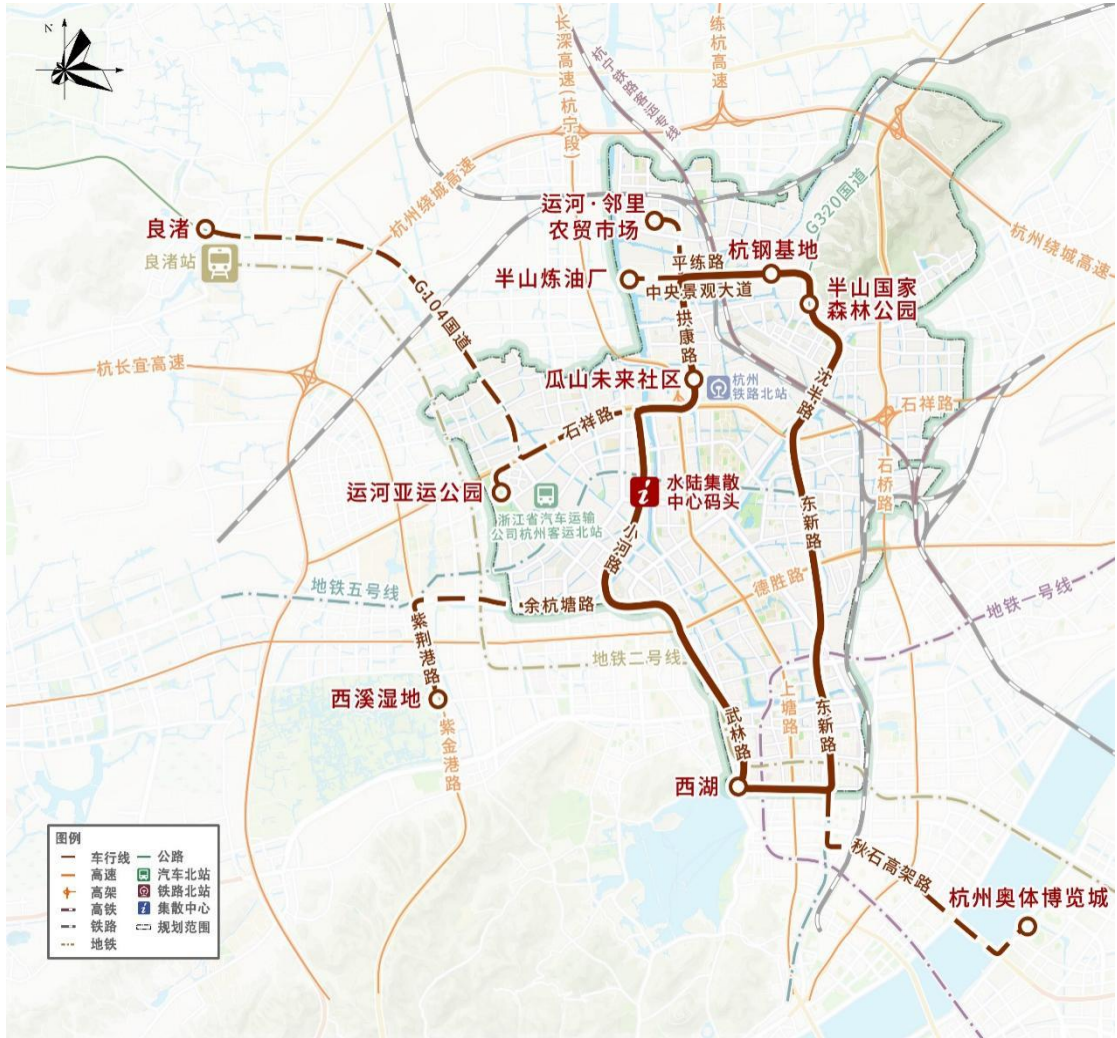 N
长深高速(杭宁段)
杭宁铁路客运专线
练杭高速
杭州绕城高速
G320国道
杭州绕城高速
良渚
良渚站
G104国道
运河·邻里
农贸市场
平练路
杭钢基地
半山炼油厂
中央景观大道
半山国家
森林公园
拱康路
杭长宜高速
瓜山未来社区
杭州
铁路北站
沈半路
石祥路
石祥路
石桥路
运河亚运公园
浙江省汽车运输
公司杭州客运北站
水陆集散
中心码头
东新路
小河路
德胜路
地铁五号线
余杭塘路
地铁一号线
紫荆港路
地铁二号线
西溪湿地
紫金港路
武林路
上塘路
东新路
西湖
秋石高架路
杭州奥体博览城
图例
车行线
公路
高速
汽车北站
高架
铁路北站
高铁
集散中心
铁路
规划范围
地铁